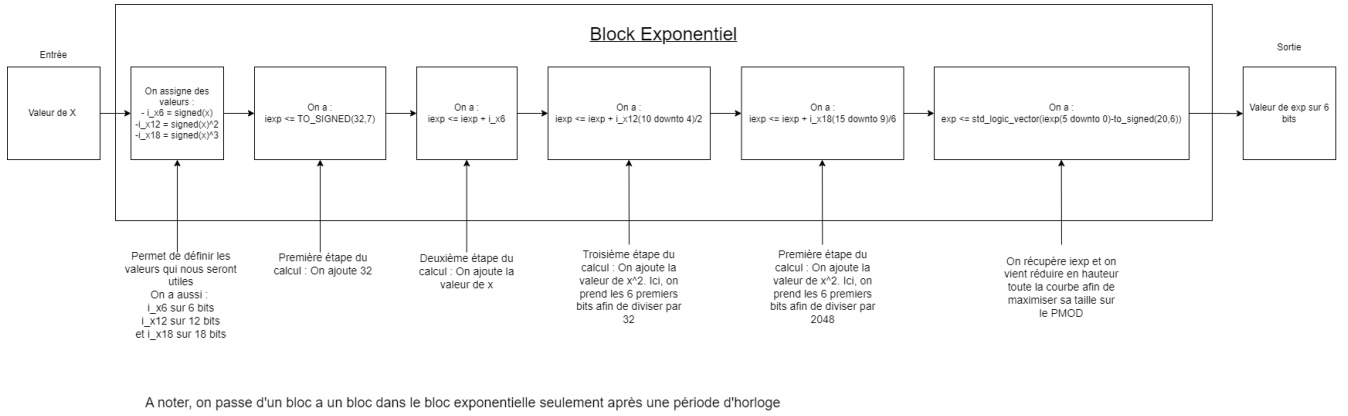 Block Exponentiel
Entrée
Valeur de X
On assigne des
valeurs :
- i_x6 = signed(x)
-i_x12 = signed(x)^2
-i_x18 = signed(x)^3
On a :
iexp <= TO_SIGNED(32,7)
On a :
iexp <= iexp + i_x6
On a :
iexp <= iexp + i_x12(10 downto 4)/2
On a :
iexp <= iexp + i_x18(15 downto 9)/6
On a :
exp <= std_logic_vector(iexp(5 downto 0)-to_signed(20,6))
Sortie
Valeur de exp sur 6
bits
Permet de définir les
valeurs qui nous seront
utiles
On a aussi :
i_x6 sur 6 bits
i_x12 sur 12 bits
et i_x18 sur 18 bits
Première étape du
calcul : On ajoute 32
Deuxième étape du
calcul : On ajoute la
valeur de x
Troisième étape du
calcul : On ajoute la
valeur de x^2. Ici, on
prend les 6 premiers
bits afin de diviser par
32
Première étape du
calcul : On ajoute la
valeur de x^2. Ici, on
prend les 6 premiers
bits afin de diviser par
2048
On récupère iexp et on
vient réduire en hauteur
toute la courbe afin de
maximiser sa taille sur
le PMOD
A noter, on passe d'un bloc a un bloc dans le bloc exponentielle seulement après une période d'horloge